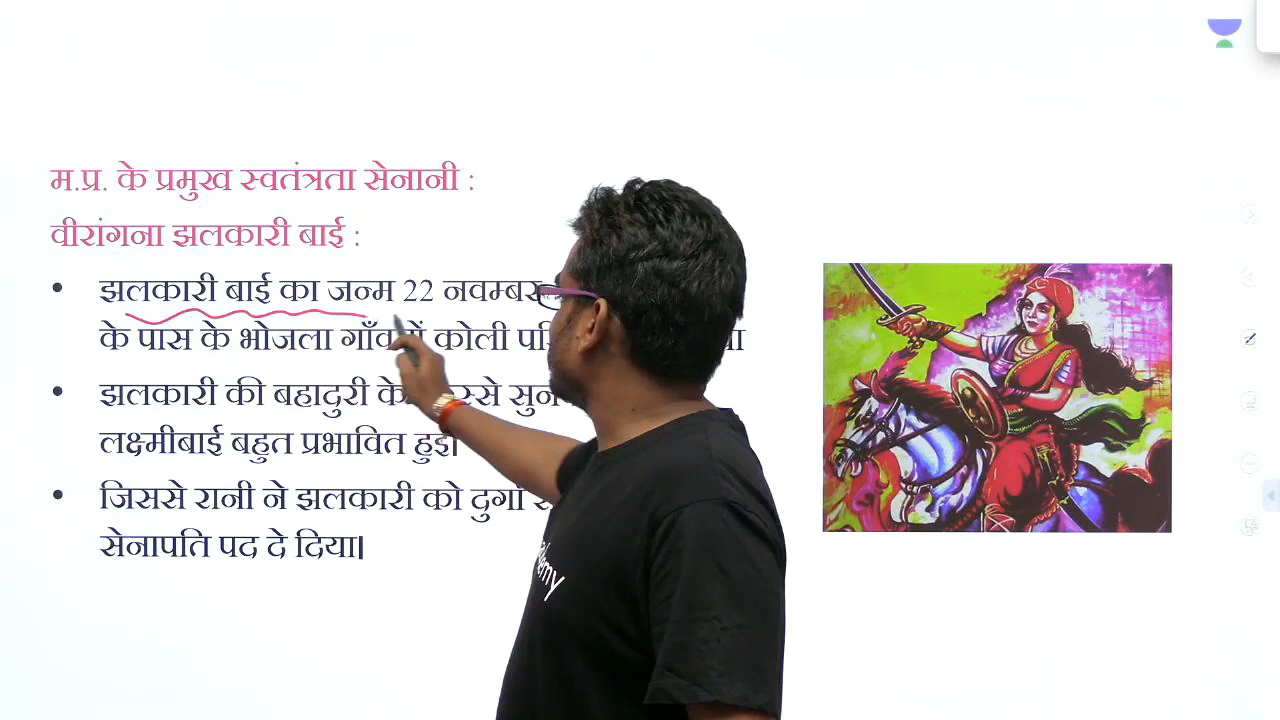 म.प्र. के प्रमुख स्वतंत्रता सेनानी :
वीरांगना झलकारी बाई :
• झलकारी बाई का जन्म 22 नवम्बर
के पास के भोजला गाँव में कोली
• झलकारी की बहादुरी के
लक्ष्मीबाई बहुत प्रभावित हुई।
• जिससे रानी ने झलकारी को दुर्गा
सेनापति पद दे दिया।